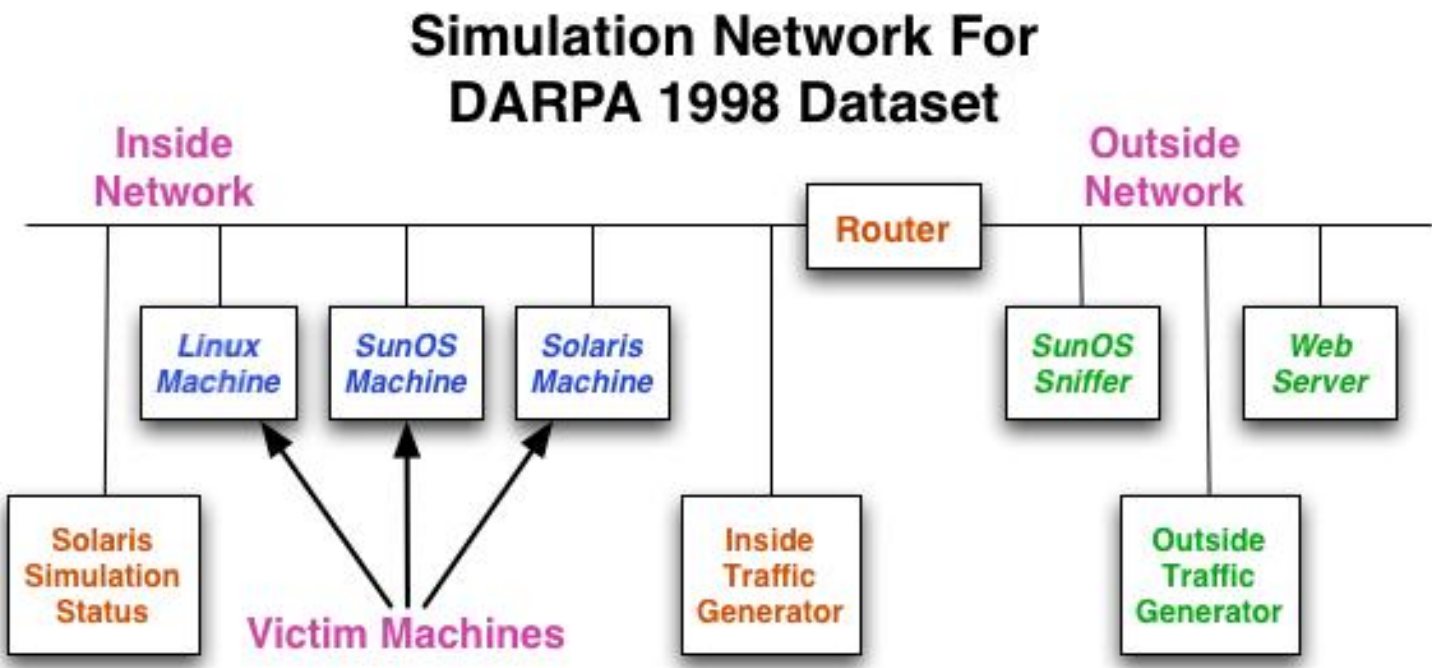 Simulation Network For
DARPA 1998 Dataset
Inside
Network
Outside
Network
Router
Linux
Machine
SunOS
Machine
Solaris
Machine
SunOS
Sniffer
Web
Server
Solaris
Simulation
Status
Inside
Traffic
Generator
Outside
Traffic
Generator
Victim Machines